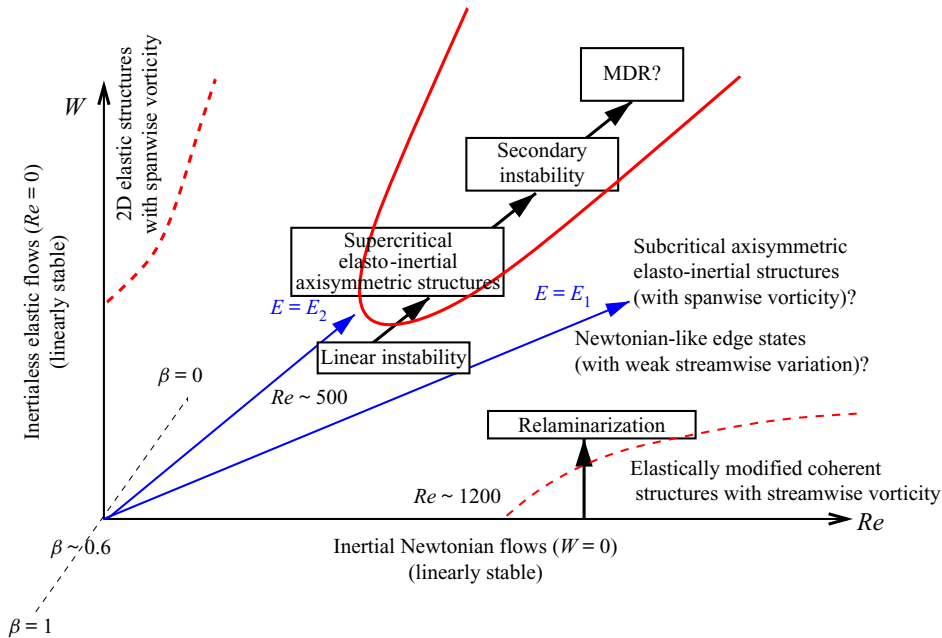 W
2D elastic structures
with spanwise vorticity
Inertialess elastic flows (Re = 0)
(linearly stable)
MDR?
Secondary
instability
Supercritical
elasto-inertial
axisymmetric structures
Linear instability
E = E₂
E = E₁
Subcritical axisymmetric
elasto-inertial structures
(with spanwise vorticity)?
Newtonian-like edge states
(with weak streamwise variation)?
β = 0
Re ~ 500
Relaminarization
Re ~ 1200
Elastically modified coherent
structures with streamwise vorticity
Re
β ~ 0.6
Inertial Newtonian flows (W = 0)
(linearly stable)
β = 1